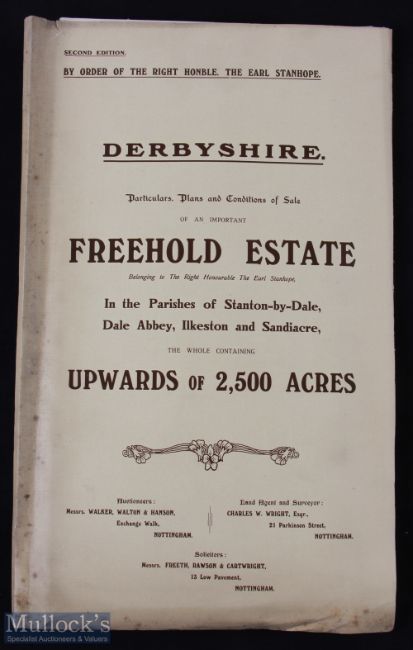 SECOND EDITION.
BY ORDER OF THE RIGHT HONBLE. THE EARL STANHOPE.
DERBYSHIRE.
Particulars, Plans and Conditions of Sale
OF AN IMPORTANT
FREEHOLD ESTATE
Belonging to The Right Honourable The Earl Stanhope,
In the Parishes of Stanton-by-Dale,
Dale Abbey, Ilkeston and Sandiacre,
THE WHOLE CONTAINING
UPWARDS OF 2,500 ACRES
Auctioneers:
Messrs. WALKER, WALTON & HANSON,
Exchange Walk,
NOTTINGHAM.
Land Agent and Surveyor:
CHARLES W. WRIGHT, Esqr.,
21 Parkinson Street,
NOTTINGHAM.
Solicitors:
Messrs. FREETH, RAWSON & CARTWRIGHT,
13 Low Pavement,
NOTTINGHAM.
Mullock's
Specialist Auctioneers & Valuers